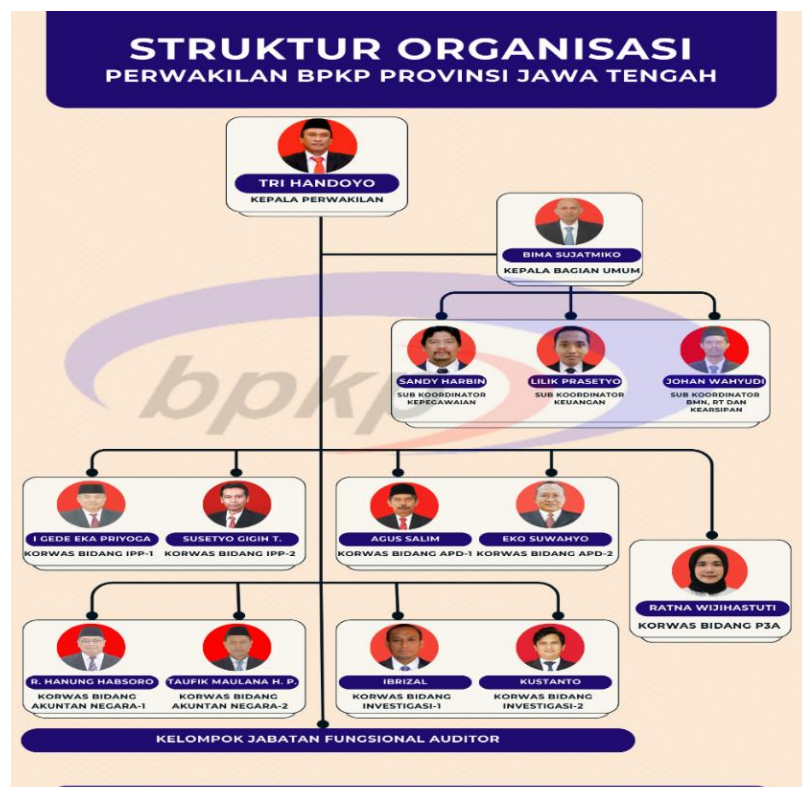 STRUKTUR ORGANISASI
PERWAKILAN BPKP PROVINSI JAWA TENGAH
TRI HANDOYO
KEPALA PERWAKILAN
BIMA SUJATMIKO
KEPALA BAGIAN UMUM
SANDY HARBIN
SUB KOORDINATOR
KEPEGAWAIAN
LILIK PRASETYO
SUB KOORDINATOR
KEUANGAN
JOHAN WAHYUDI
SUB KOORDINATOR
BMN, RT DAN
KEARSIPAN
bpkp
I GEDE EKA PRIYOGA
KORWAS BIDANG IPP-1
SUSETYO GIGIH T.
KORWAS BIDANG IPP-2
AGUS SALIM
KORWAS BIDANG APD-1
EKO SUWAHYO
KORWAS BIDANG APD-2
RATNA WIJIHASTUTI
KORWAS BIDANG P3A
R. HANUNG HABSORO
KORWAS BIDANG
AKUNTAN NEGARA-1
TAUFIK MAULANA H. P.
KORWAS BIDANG
AKUNTAN NEGARA-2
IBRIZAL
KORWAS BIDANG
INVESTIGASI-1
KUSTANTO
KORWAS BIDANG
INVESTIGASI-2
KELOMPOK JABATAN FUNGSIONAL AUDITOR